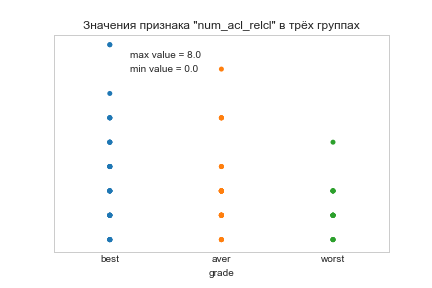 Значения признака "num_acl_relcl" в трёх группах
max value = 8.0
min value = 0.0
best aver worst
grade